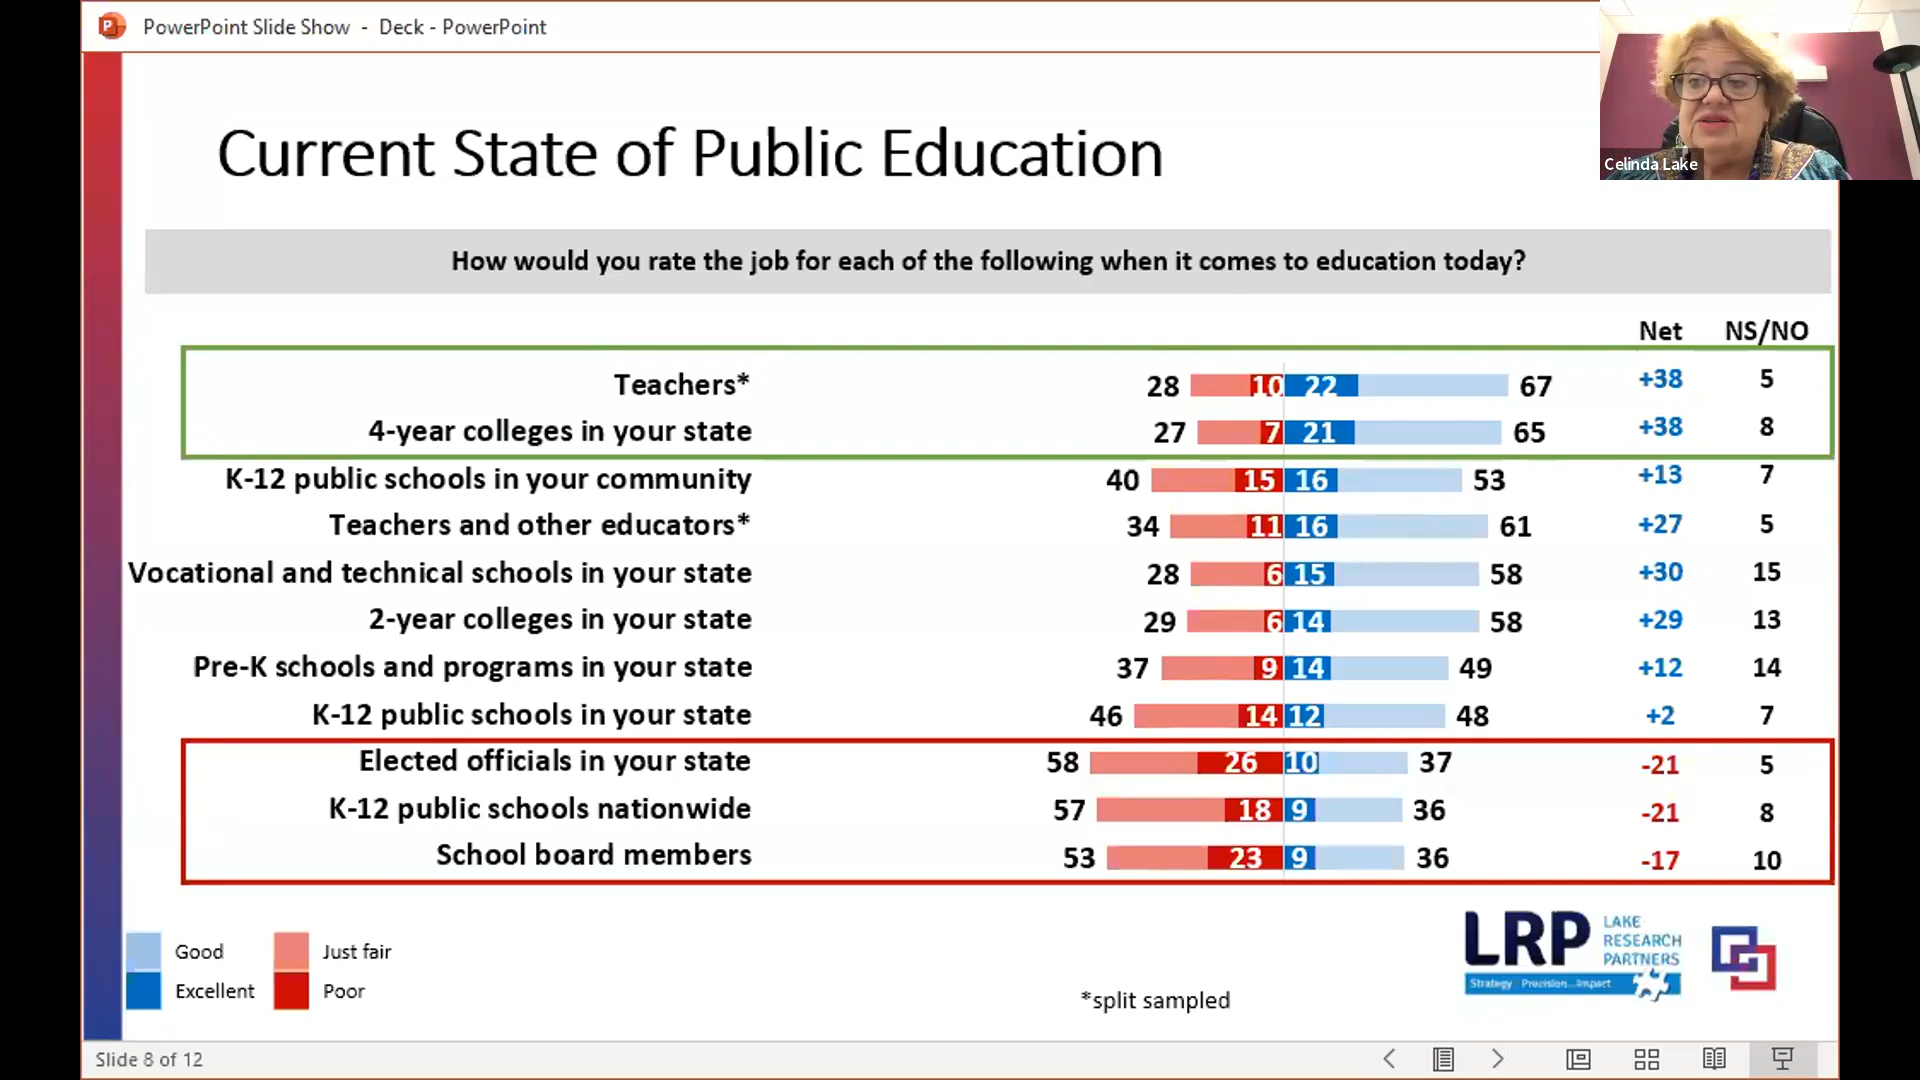 PowerPoint Slide Show - Deck - PowerPoint
Celinda Lake
Current State of Public Education
How would you rate the job for each of the following when it comes to education today?
Net NS/NO
Teachers* 28 10 22 67 +38 5
4-year colleges in your state 27 7 21 65 +38 8
K-12 public schools in your community 40 15 16 53 +13 7
Teachers and other educators* 34 11 16 61 +27 5
Vocational and technical schools in your state 28 6 15 58 +30 15
2-year colleges in your state 29 6 14 58 +29 13
Pre-K schools and programs in your state 37 9 14 49 +12 14
K-12 public schools in your state 46 14 12 48 +2 7
Elected officials in your state 58 26 10 37 -21 5
K-12 public schools nationwide 57 18 9 36 -21 8
School board members 53 23 9 36 -17 10
Good Just fair
Excellent Poor
*split sampled
LRP LAKE
RESEARCH
PARTNERS
Strategy Precision Impact
Slide 8 of 12